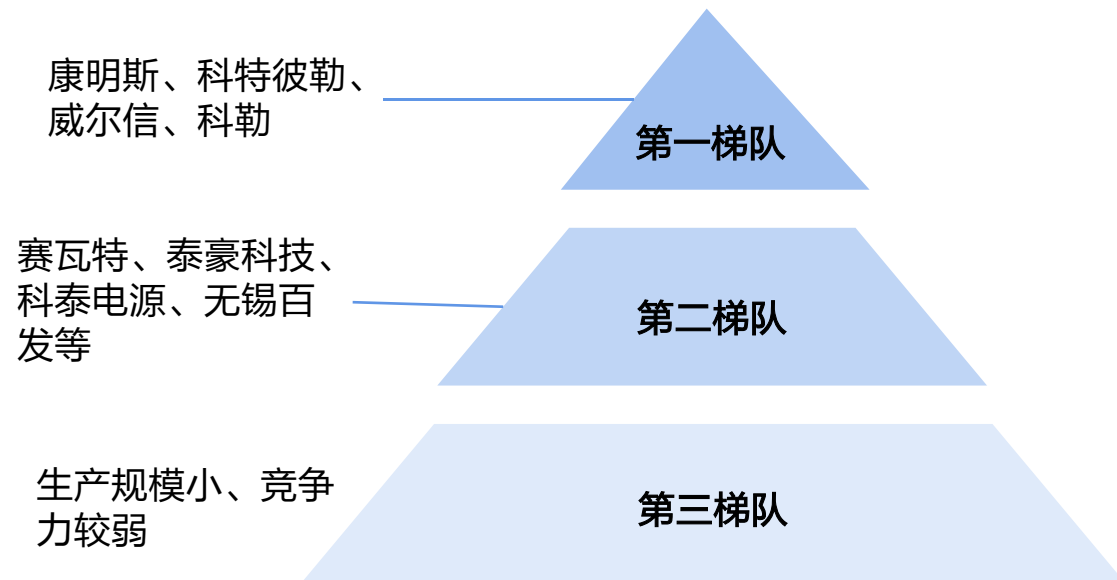 康明斯、科特彼勒、
威尔信、科勒
第一梯队
赛瓦特、泰豪科技、
科泰电源、无锡百
发等
第二梯队
生产规模小、竞争
力较弱
第三梯队